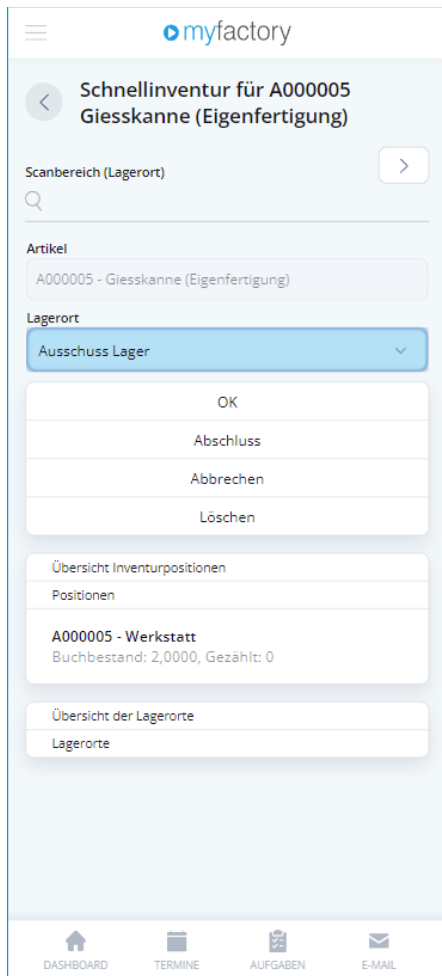 myfactory
Schnellinventur für A000005
Giesskanne (Eigenfertigung)
Scanbereich (Lagerort)
Artikel
A000005 - Giesskanne (Eigenfertigung)
Lagerort
Ausschuss Lager
OK
Abschluss
Abbrechen
Löschen
Übersicht Inventurpositionen
Positionen
A000005 - Werkstatt
Buchbestand: 2,0000, Gezählt: 0
Übersicht der Lagerorte
Lagerorte
DASHBOARD TERMINE AUFGABEN E-MAIL